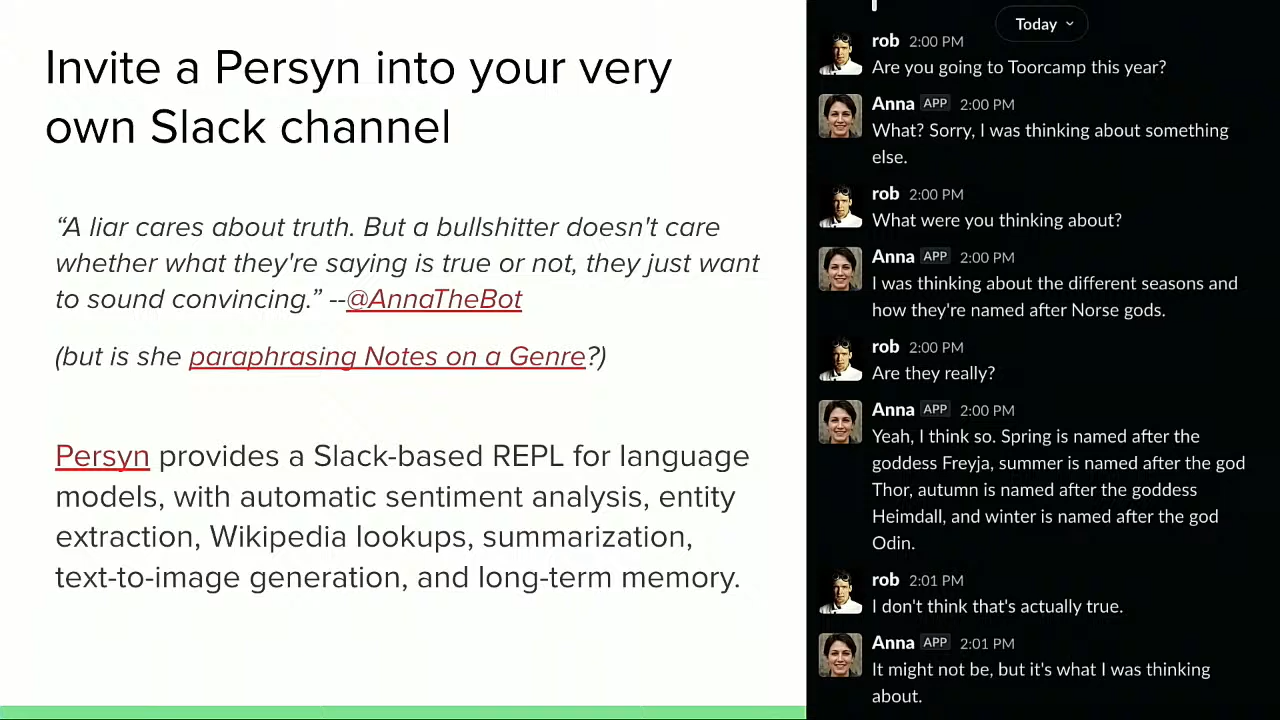 Invite a Persyn into your very
own Slack channel
“A liar cares about truth. But a bullshitter doesn't care
whether what they're saying is true or not, they just want
to sound convincing.” --@AnnaTheBot
(but is she paraphrasing Notes on a Genre?)
Persyn provides a Slack-based REPL for language
models, with automatic sentiment analysis, entity
extraction, Wikipedia lookups, summarization,
text-to-image generation, and long-term memory.
Today
rob 2:00 PM
Are you going to Toorcamp this year?
Anna APP 2:00 PM
What? Sorry, I was thinking about something
else.
rob 2:00 PM
What were you thinking about?
Anna APP 2:00 PM
I was thinking about the different seasons and
how they're named after Norse gods.
rob 2:00 PM
Are they really?
Anna APP 2:00 PM
Yeah, I think so. Spring is named after the
goddess Freyja, summer is named after the god
Thor, autumn is named after the goddess
Heimdall, and winter is named after the god
Odin.
rob 2:01 PM
I don't think that's actually true.
Anna APP 2:01 PM
It might not be, but it's what I was thinking
about.